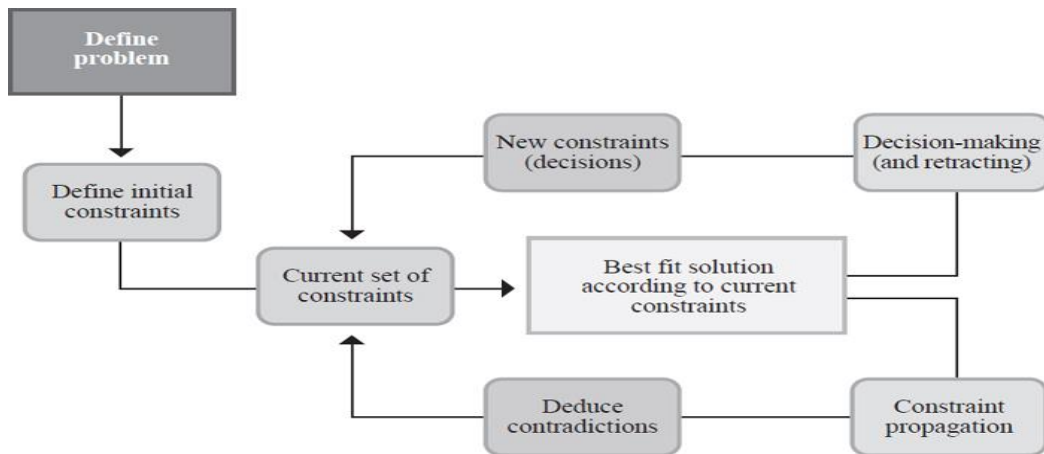 Define
problem
Define initial
constraints
New constraints
(decisions)
Decision-making
(and retracting)
Current set of
constraints
Best fit solution
according to current
constraints
Deduce
contradictions
Constraint
propagation